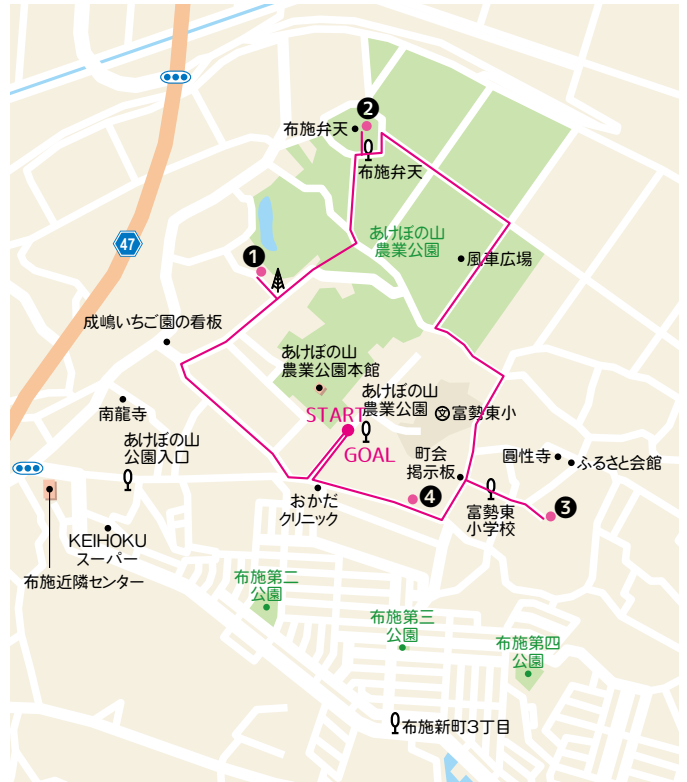 ❷
布施弁天
布施弁天
あけぼの山
農業公園
風車広場
47
❶
成嶋いちご園の看板
あけぼの山
農業公園本館
あけぼの山
農業公園
START
GOAL
文
富勢東小
南龍寺
あけぼの山
公園入口
町会
掲示板
圓性寺
ふるさと会館
おかだ
クリニック
❹
富勢東
小学校
❸
KEIHOKU
スーパー
布施近隣センター
布施第二
公園
布施第三
公園
布施第四
公園
布施新町3丁目